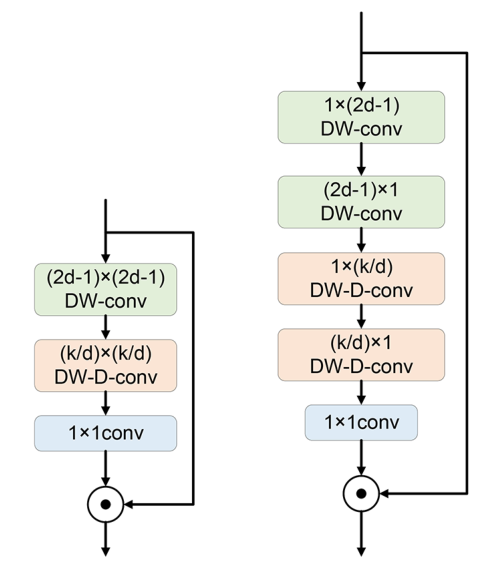 (2d-1)×(2d-1)
DW-conv
(k/d)×(k/d)
DW-D-conv
1×1conv
1×(2d-1)
DW-conv
(2d-1)×1
DW-conv
1×(k/d)
DW-D-conv
(k/d)×1
DW-D-conv
1×1conv